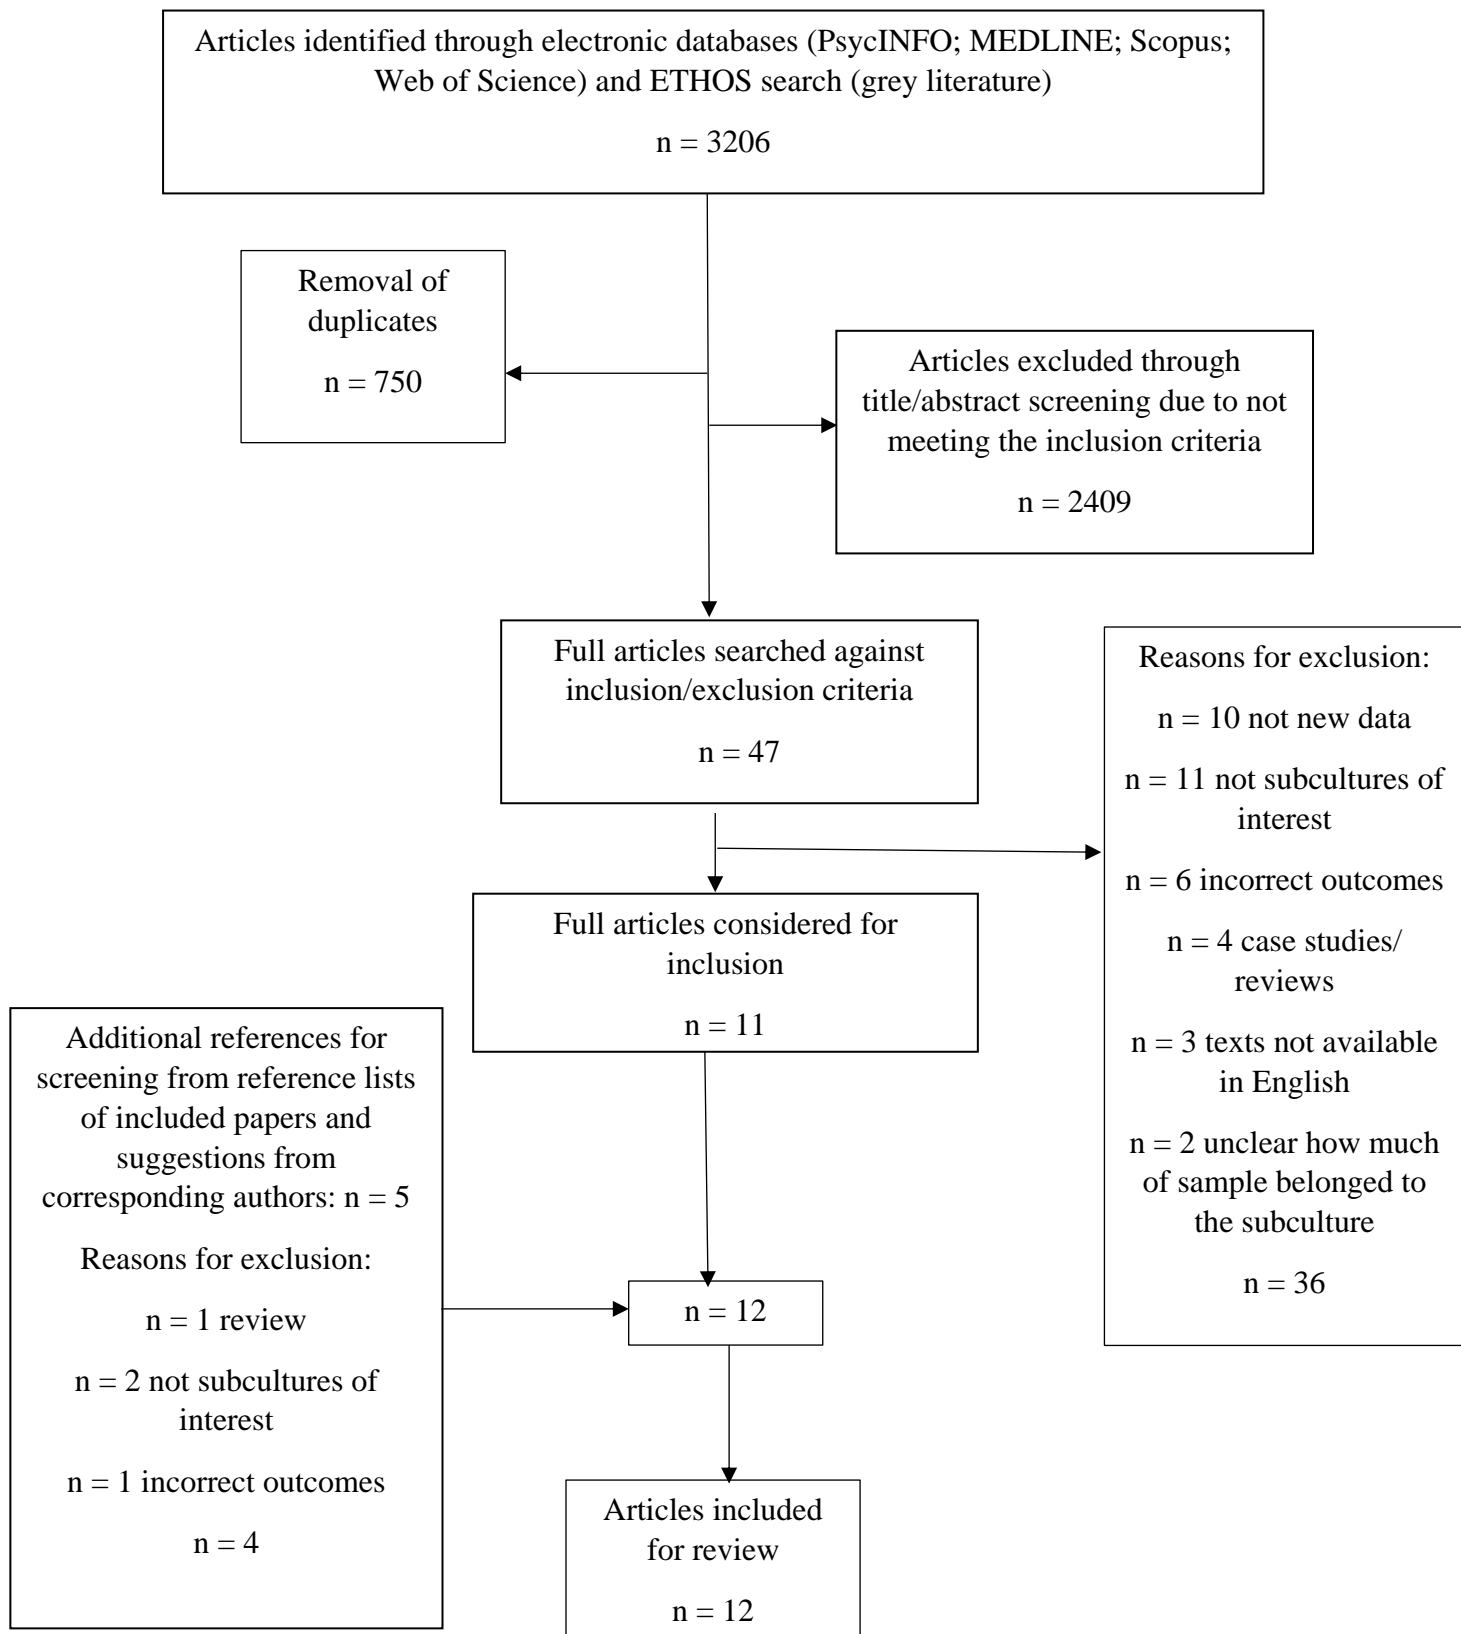 Articles identified through electronic databases (PsycINFO; MEDLINE; Scopus;
Web of Science) and ETHOS search (grey literature)
n = 3206
Removal of
duplicates
n = 750
Articles excluded through
title/abstract screening due to not
meeting the inclusion criteria
n = 2409
Full articles searched against
inclusion/exclusion criteria
n = 47
Reasons for exclusion:
n = 10 not new data
n = 11 not subcultures of
interest
n = 6 incorrect outcomes
n = 4 case studies/
reviews
n = 3 texts not available
in English
n = 2 unclear how much
of sample belonged to
the subculture
n = 36
Full articles considered for
inclusion
n = 11
Additional references for
screening from reference lists
of included papers and
suggestions from
corresponding authors: n = 5
Reasons for exclusion:
n = 1 review
n = 2 not subcultures of
interest
n = 1 incorrect outcomes
n = 4
n = 12
Articles included
for review
n = 12